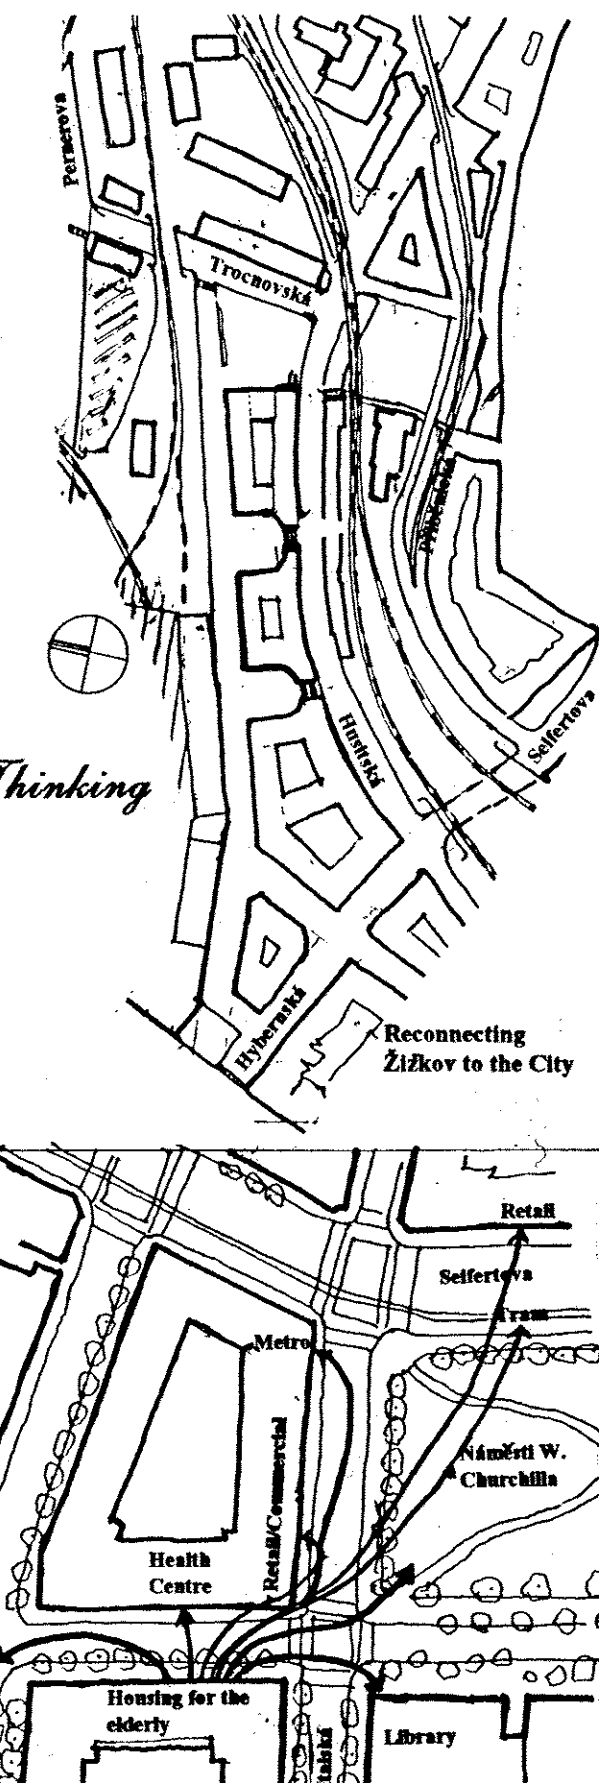 Pernerova
Trocnovská
Příběnická
Thinking
Husitská
Seifertova
Hybernská
Reconnecting
Žižkov to the City
Retail
Seifertova
Tram
Metro
Retail/Commercial
Náměstí W.
Churchilla
Health
Centre
Housing for the
elderly
Library